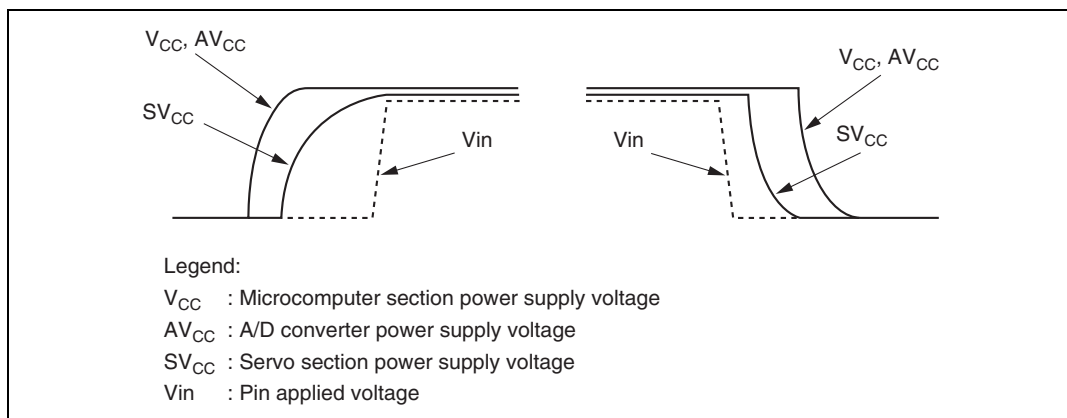 V_CC, AV_CC
V_CC, AV_CC
SV_CC
Vin
Vin
SV_CC
Legend:
V_CC : Microcomputer section power supply voltage
AV_CC : A/D converter power supply voltage
SV_CC : Servo section power supply voltage
Vin : Pin applied voltage